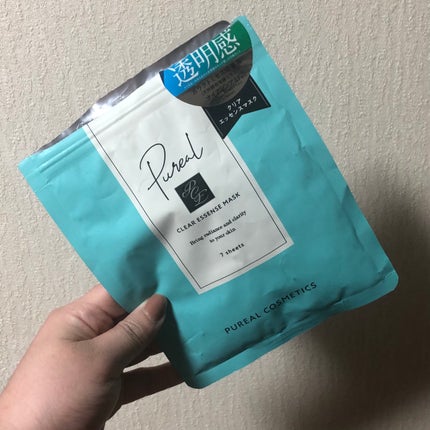 透明感
クリア
エッセンスマスク
Pureal
CLEAR ESSENSE MASK
Bring radiance and clarity
to your skin
7 sheets
PUREAL COSMETICS